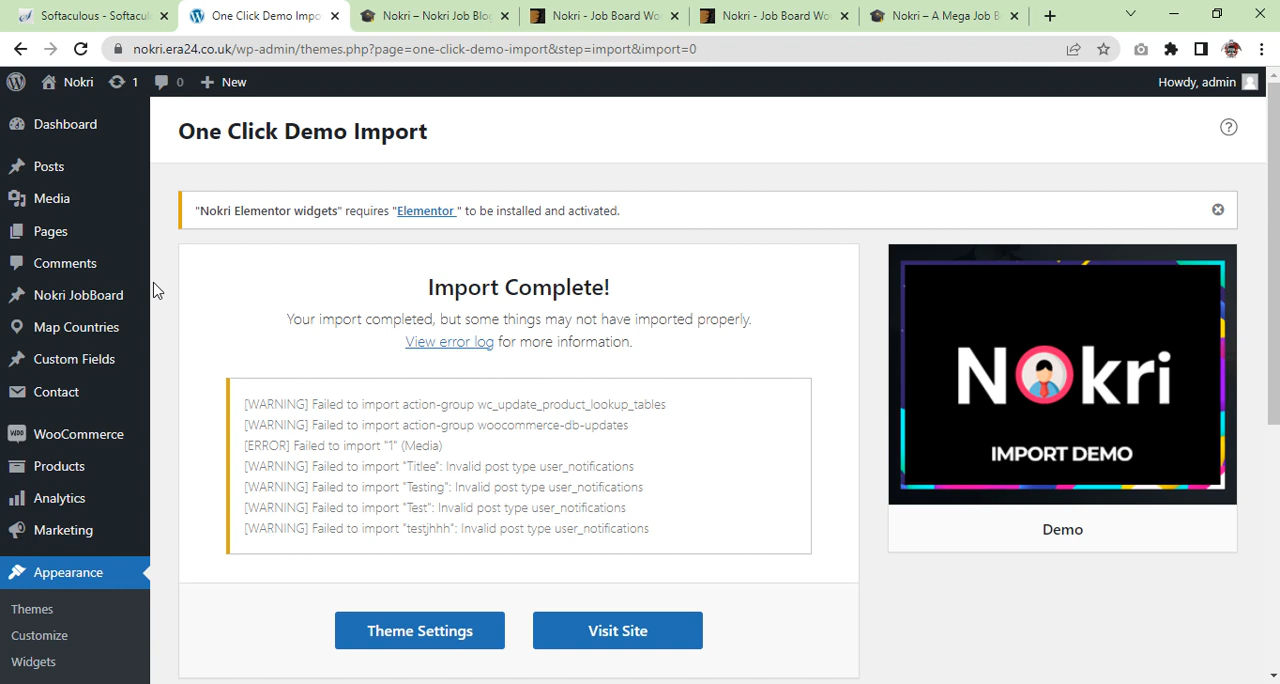 Softaculous - Softacul
One Click Demo Impo
Nokri – Nokri Job Blog
Nokri - Job Board Wo
Nokri - Job Board Wo
Nokri – A Mega Job B
nokri.era24.co.uk/wp-admin/themes.php?page=one-click-demo-import&step=import&import=0
Nokri
1
0
New
Howdy, admin
Dashboard
Posts
Media
Pages
Comments
Nokri JobBoard
Map Countries
Custom Fields
Contact
WooCommerce
Products
Analytics
Marketing
Appearance
Themes
Customize
Widgets
One Click Demo Import
"Nokri Elementor widgets" requires "Elementor " to be installed and activated.
Import Complete!
Your import completed, but some things may not have imported properly.
View error log for more information.
[WARNING] Failed to import action-group wc_update_product_lookup_tables
[WARNING] Failed to import action-group woocommerce-db-updates
[ERROR] Failed to import "1" (Media)
[WARNING] Failed to import "Titlee": Invalid post type user_notifications
[WARNING] Failed to import "Testing": Invalid post type user_notifications
[WARNING] Failed to import "Test": Invalid post type user_notifications
[WARNING] Failed to import "testjhhh": Invalid post type user_notifications
Theme Settings
Visit Site
Nokri
IMPORT DEMO
Demo